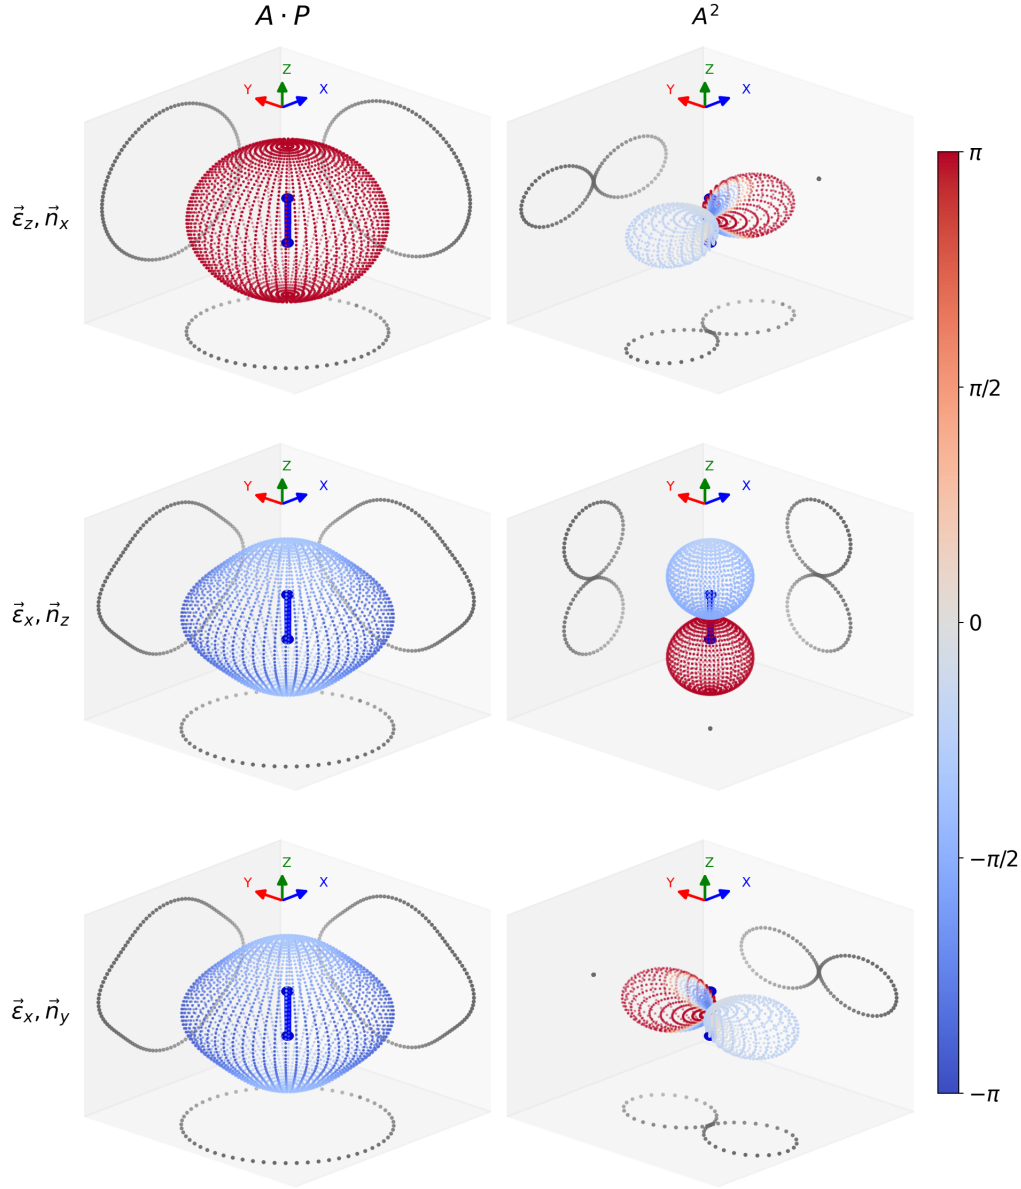 A · P
A²
Z
Y X
Z
Y X
ε⃗z, n⃗x
Z
Y X
Z
Y X
ε⃗x, n⃗z
Z
Y X
Z
Y X
ε⃗x, n⃗y
π
π/2
0
−π/2
−π